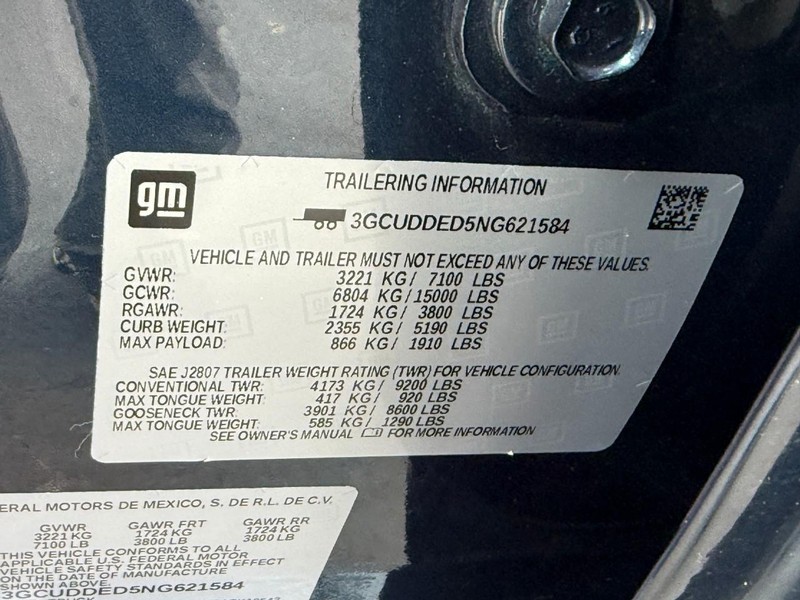 gm
TRAILERING INFORMATION
3GCUDDED5NG621584
VEHICLE AND TRAILER MUST NOT EXCEED ANY OF THESE VALUES.
GVWR: 3221 KG / 7100 LBS
GCWR: 6804 KG / 15000 LBS
RGAWR: 1724 KG / 3800 LBS
CURB WEIGHT: 2355 KG / 5190 LBS
MAX PAYLOAD: 866 KG / 1910 LBS
SAE J2807 TRAILER WEIGHT RATING (TWR) FOR VEHICLE CONFIGURATION.
CONVENTIONAL TWR: 4173 KG / 9200 LBS
MAX TONGUE WEIGHT: 417 KG / 920 LBS
GOOSENECK TWR: 3901 KG / 8600 LBS
MAX TONGUE WEIGHT: 585 KG / 1290 LBS
SEE OWNER'S MANUAL FOR MORE INFORMATION
ERAL MOTORS DE MEXICO, S. DE R.L. DE C.V.
GVWR GAWR FRT GAWR RR
3221 KG 1724 KG 1724 KG
7100 LB 3800 LB 3800 LB
THIS VEHICLE CONFORMS TO ALL
APPLICABLE U.S. FEDERAL MOTOR
VEHICLE SAFETY STANDARDS IN EFFECT
ON THE DATE OF MANUFACTURE
SHOWN ABOVE.
3GCUDDED5NG621584